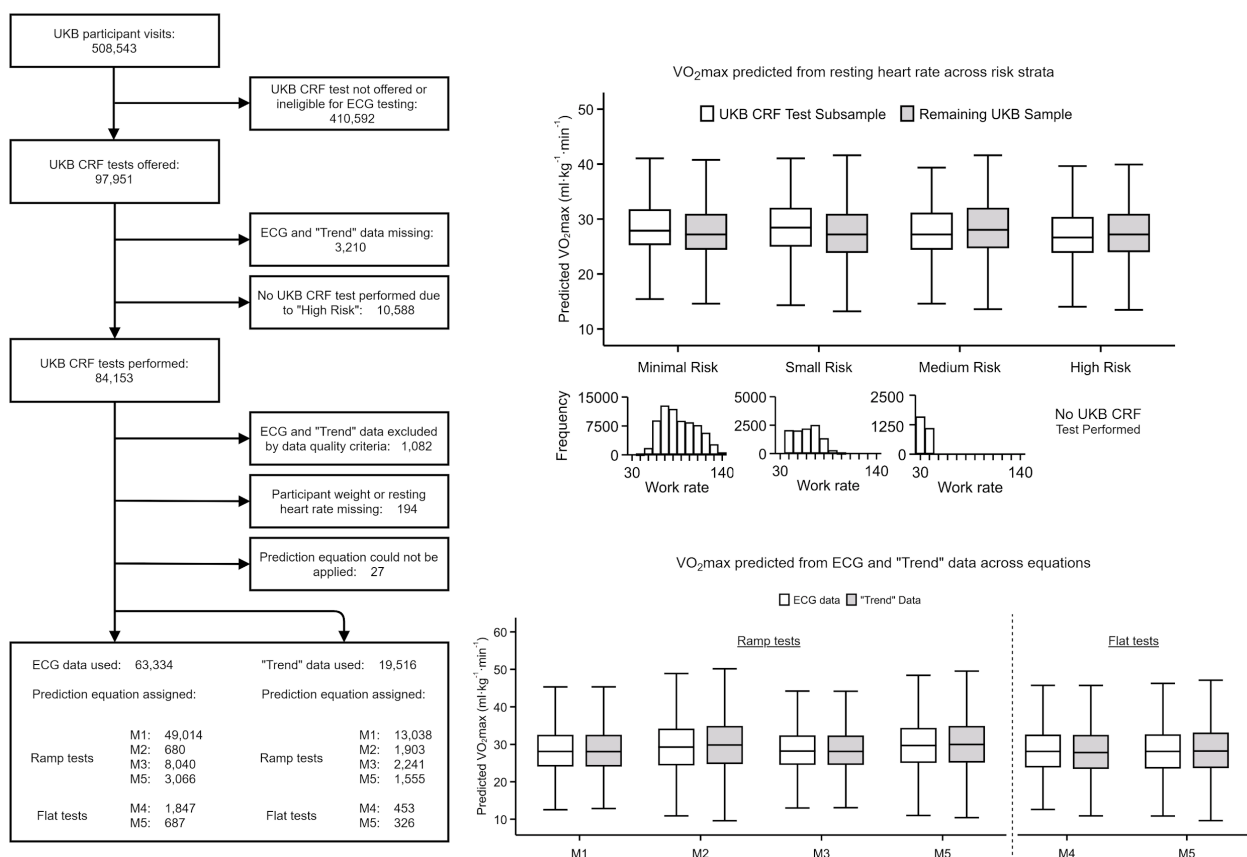 UKB participant visits:
508,543
UKB CRF test not offered or
ineligible for ECG testing:
410,592
UKB CRF tests offered:
97,951
ECG and "Trend" data missing:
3,210
No UKB CRF test performed due
to "High Risk": 10,588
UKB CRF tests performed:
84,153
ECG and "Trend" data excluded
by data quality criteria: 1,082
Participant weight or resting
heart rate missing: 194
Prediction equation could not be
applied: 27
ECG data used: 63,334
Prediction equation assigned:
Ramp tests
M1: 49,014
M2: 680
M3: 8,040
M5: 3,066
Flat tests
M4: 1,847
M5: 687
"Trend" data used: 19,516
Prediction equation assigned:
Ramp tests
M1: 13,038
M2: 1,903
M3: 2,241
M5: 1,555
Flat tests
M4: 453
M5: 326
VO₂max predicted from resting heart rate across risk strata
UKB CRF Test Subsample
Remaining UKB Sample
Predicted VO₂max (ml·kg⁻¹·min⁻¹)
50
40
30
20
10
Minimal Risk Small Risk Medium Risk High Risk
Frequency
15000
7500
0
30 140
Work rate
5000
2500
0
30 140
Work rate
2500
1250
0
30 140
Work rate
No UKB CRF
Test Performed
VO₂max predicted from ECG and "Trend" data across equations
ECG data "Trend" Data
Ramp tests
Flat tests
Predicted VO₂max (ml·kg⁻¹·min⁻¹)
60
50
40
30
20
10
M1 M2 M3 M5 M4 M5